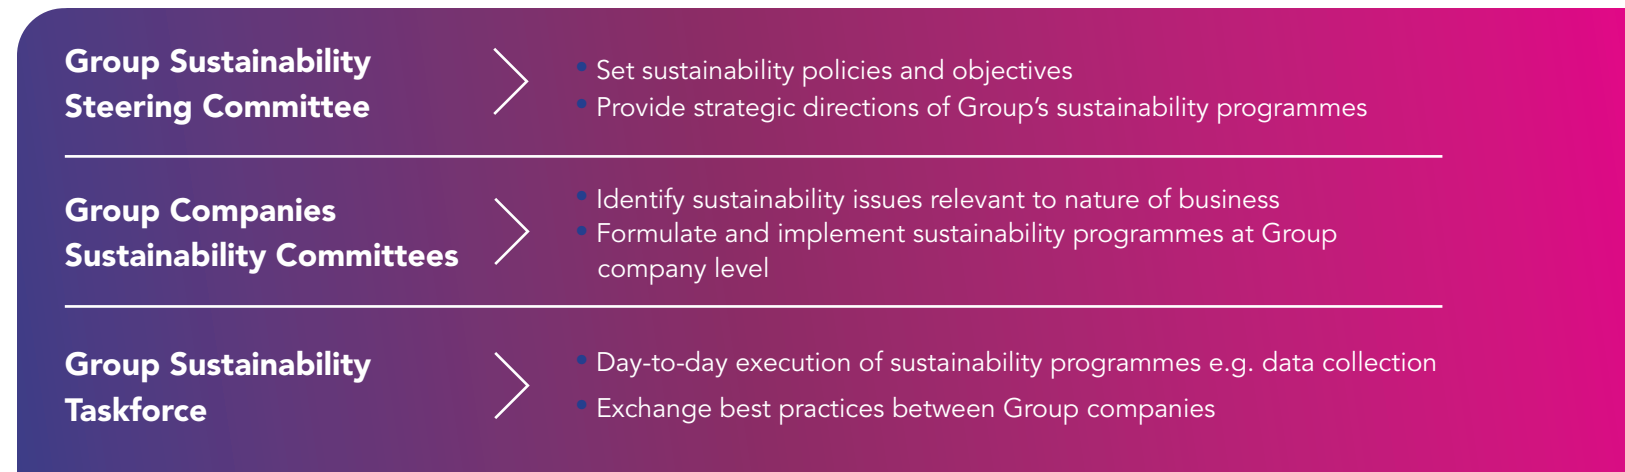 Group Sustainability
Steering Committee
• Set sustainability policies and objectives
• Provide strategic directions of Group’s sustainability programmes
Group Companies
Sustainability Committees
• Identify sustainability issues relevant to nature of business
• Formulate and implement sustainability programmes at Group
company level
Group Sustainability
Taskforce
• Day-to-day execution of sustainability programmes e.g. data collection
• Exchange best practices between Group companies